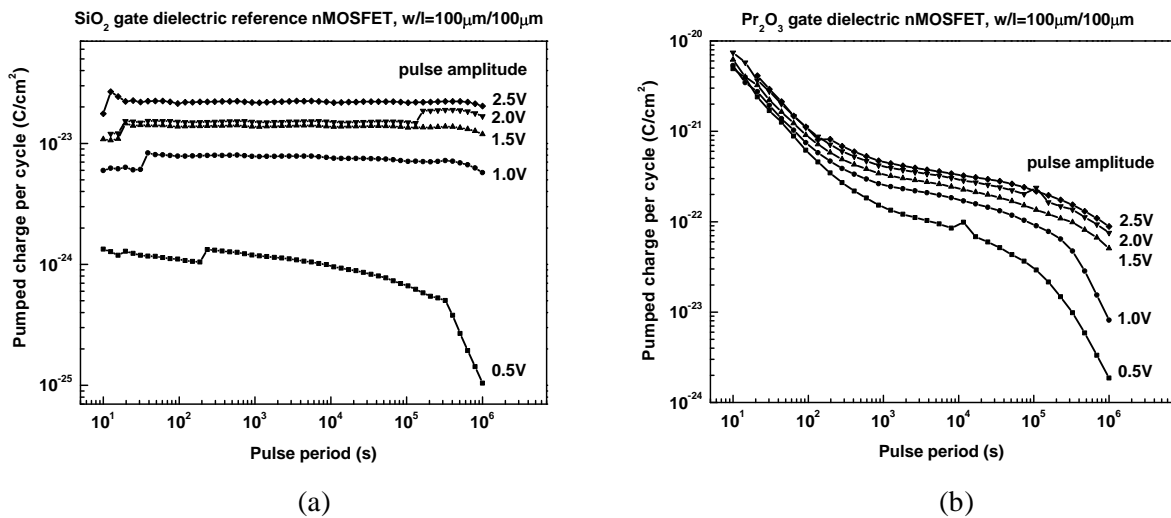 SiO₂ gate dielectric reference nMOSFET, w/l=100μm/100μm
Pumped charge per cycle (C/cm²)
10⁻²³
10⁻²⁴
10⁻²⁵
pulse amplitude
2.5V
2.0V
1.5V
1.0V
0.5V
10¹ 10² 10³ 10⁴ 10⁵ 10⁶
Pulse period (s)
(a)
Pr₂O₃ gate dielectric nMOSFET, w/l=100μm/100μm
Pumped charge per cycle (C/cm²)
10⁻²⁰
10⁻²¹
10⁻²²
10⁻²³
10⁻²⁴
pulse amplitude
2.5V
2.0V
1.5V
1.0V
0.5V
10¹ 10² 10³ 10⁴ 10⁵ 10⁶
Pulse period (s)
(b)